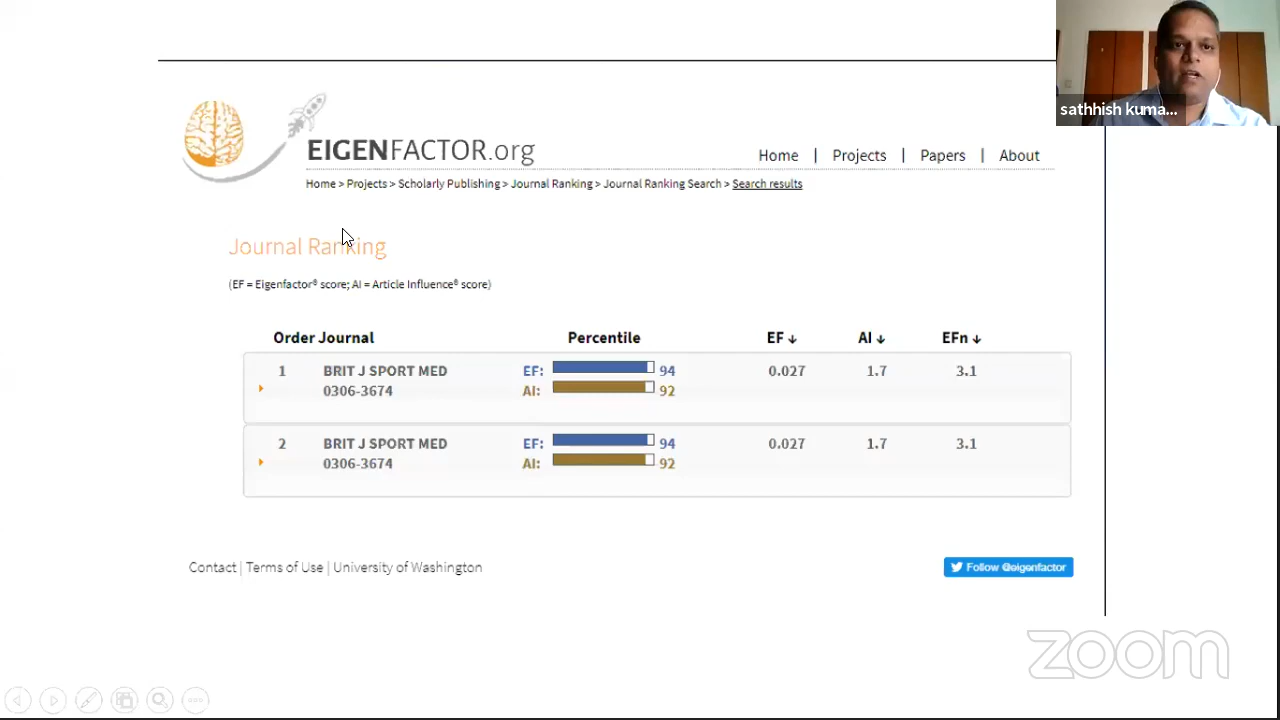 sathhish kuma...
EIGENFACTOR.org
Home | Projects | Papers | About
Home > Projects > Scholarly Publishing > Journal Ranking > Journal Ranking Search > Search results
Journal Ranking
(EF = Eigenfactor® score; AI = Article Influence® score)
Order Journal Percentile EF ↓ AI ↓ EFn ↓
1 BRIT J SPORT MED EF: 94 0.027 1.7 3.1
0306-3674 AI: 92
2 BRIT J SPORT MED EF: 94 0.027 1.7 3.1
0306-3674 AI: 92
Contact | Terms of Use | University of Washington
Follow @eigenfactor
zoom